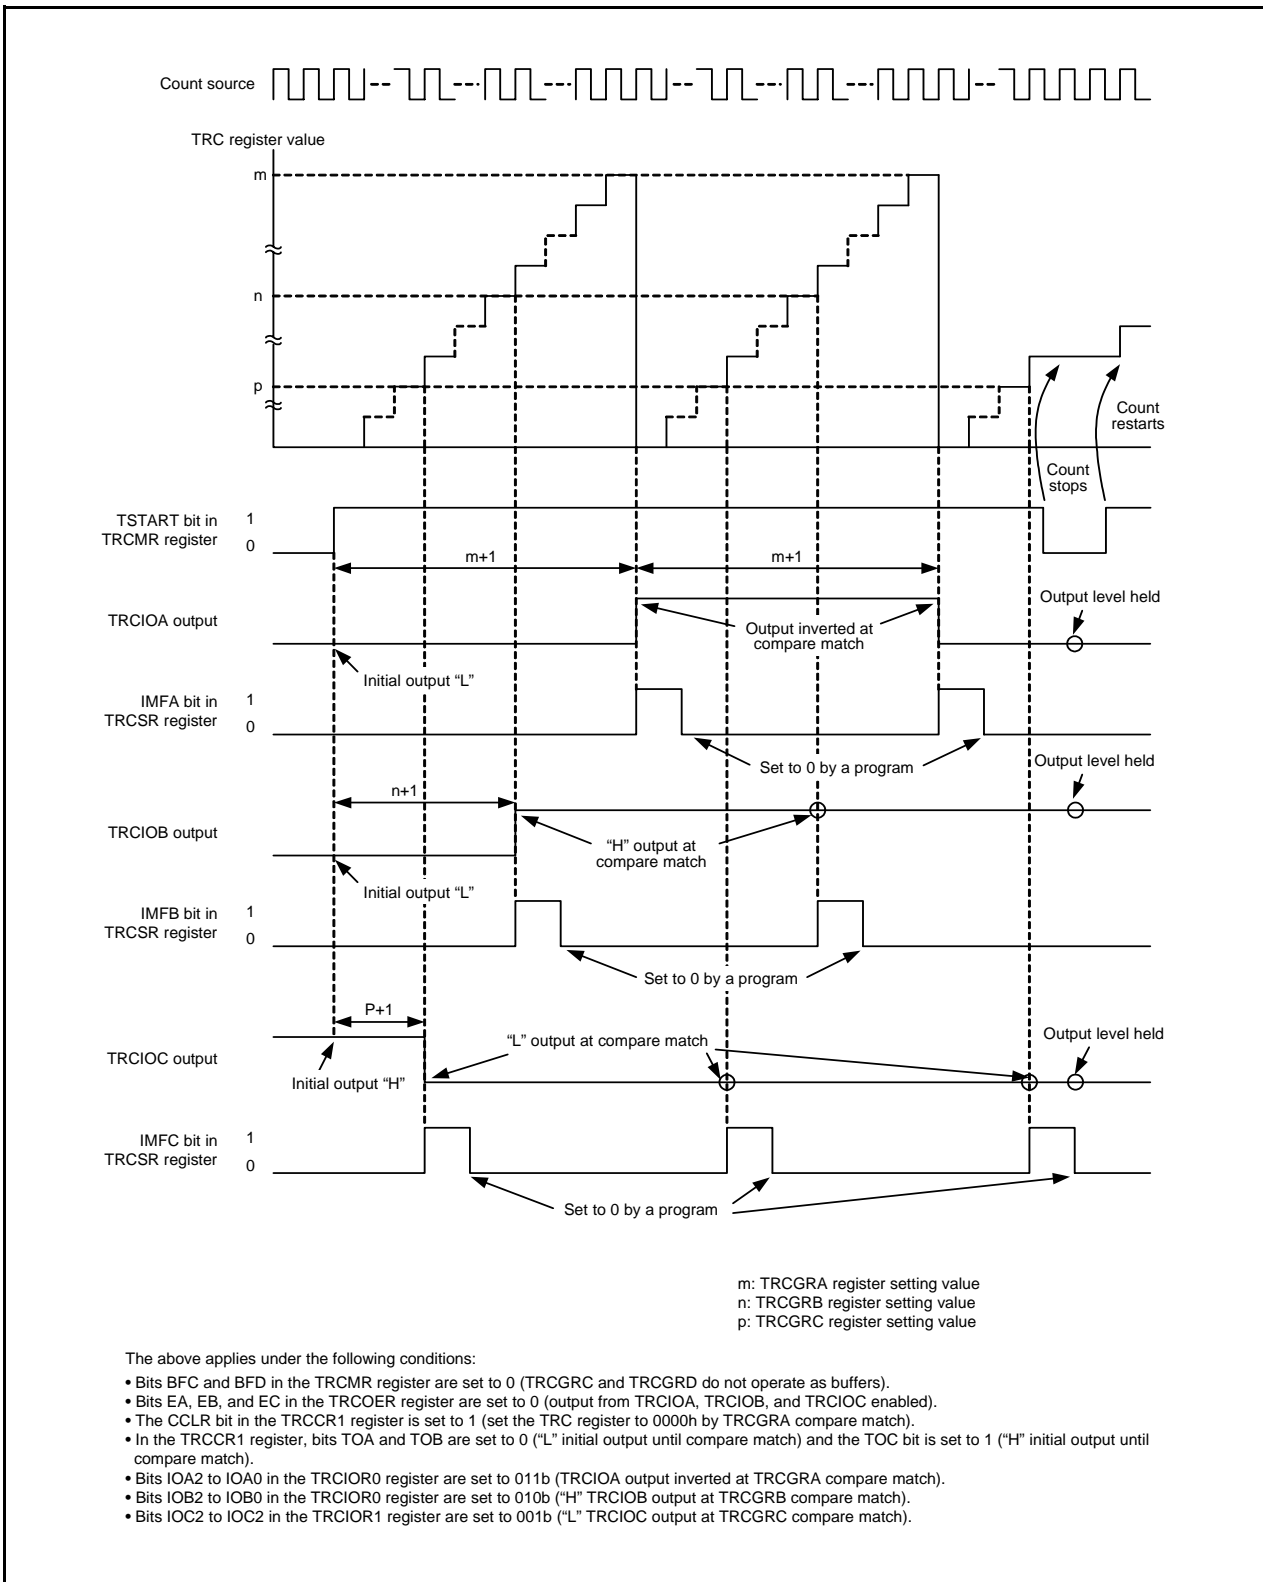 Count source
TRC register value
m
n
p
Count
restarts
Count
stops
TSTART bit in
TRCMR register
1
0
m+1
m+1
TRCIOA output
Output inverted at
compare match
Output level held
Initial output “L”
IMFA bit in
TRCSR register
1
0
Set to 0 by a program
Output level held
n+1
TRCIOB output
“H” output at
compare match
Initial output “L”
IMFB bit in
TRCSR register
1
0
Set to 0 by a program
P+1
TRCIOC output
“L” output at compare match
Output level held
Initial output “H”
IMFC bit in
TRCSR register
1
0
Set to 0 by a program
m: TRCGRA register setting value
n: TRCGRB register setting value
p: TRCGRC register setting value
The above applies under the following conditions:
• Bits BFC and BFD in the TRCMR register are set to 0 (TRCGRC and TRCGRD do not operate as buffers).
• Bits EA, EB, and EC in the TRCOER register are set to 0 (output from TRCIOA, TRCIOB, and TRCIOC enabled).
• The CCLR bit in the TRCCR1 register is set to 1 (set the TRC register to 0000h by TRCGRA compare match).
• In the TRCCR1 register, bits TOA and TOB are set to 0 (“L” initial output until compare match) and the TOC bit is set to 1 (“H” initial output until
compare match).
• Bits IOA2 to IOA0 in the TRCIOR0 register are set to 011b (TRCIOA output inverted at TRCGRA compare match).
• Bits IOB2 to IOB0 in the TRCIOR0 register are set to 010b (“H” TRCIOB output at TRCGRB compare match).
• Bits IOC2 to IOC2 in the TRCIOR1 register are set to 001b (“L” TRCIOC output at TRCGRC compare match).